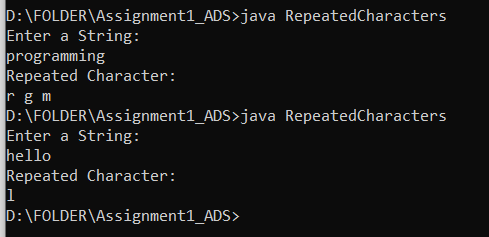 D:\FOLDER\Assignment1_ADS>java RepeatedCharacters
Enter a String:
programming
Repeated Character:
r g m
D:\FOLDER\Assignment1_ADS>java RepeatedCharacters
Enter a String:
hello
Repeated Character:
l
D:\FOLDER\Assignment1_ADS>